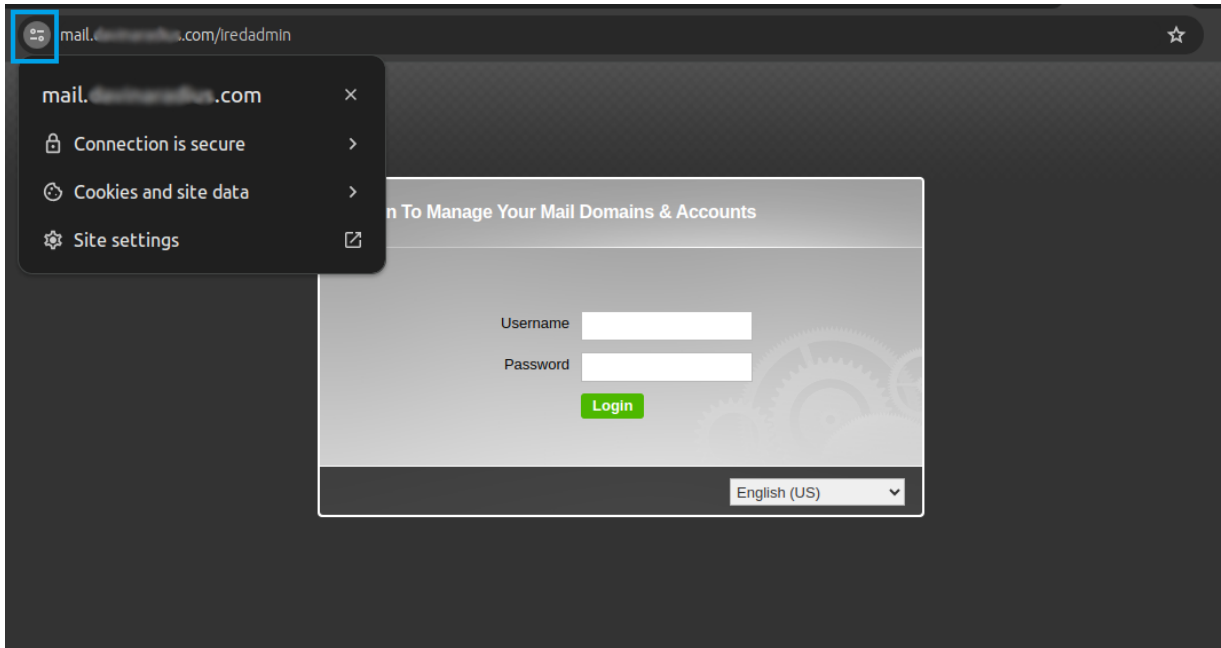 mail. .com/iredadmin
mail. .com
Connection is secure
Cookies and site data
Site settings
n To Manage Your Mail Domains & Accounts
Username
Password
Login
English (US)